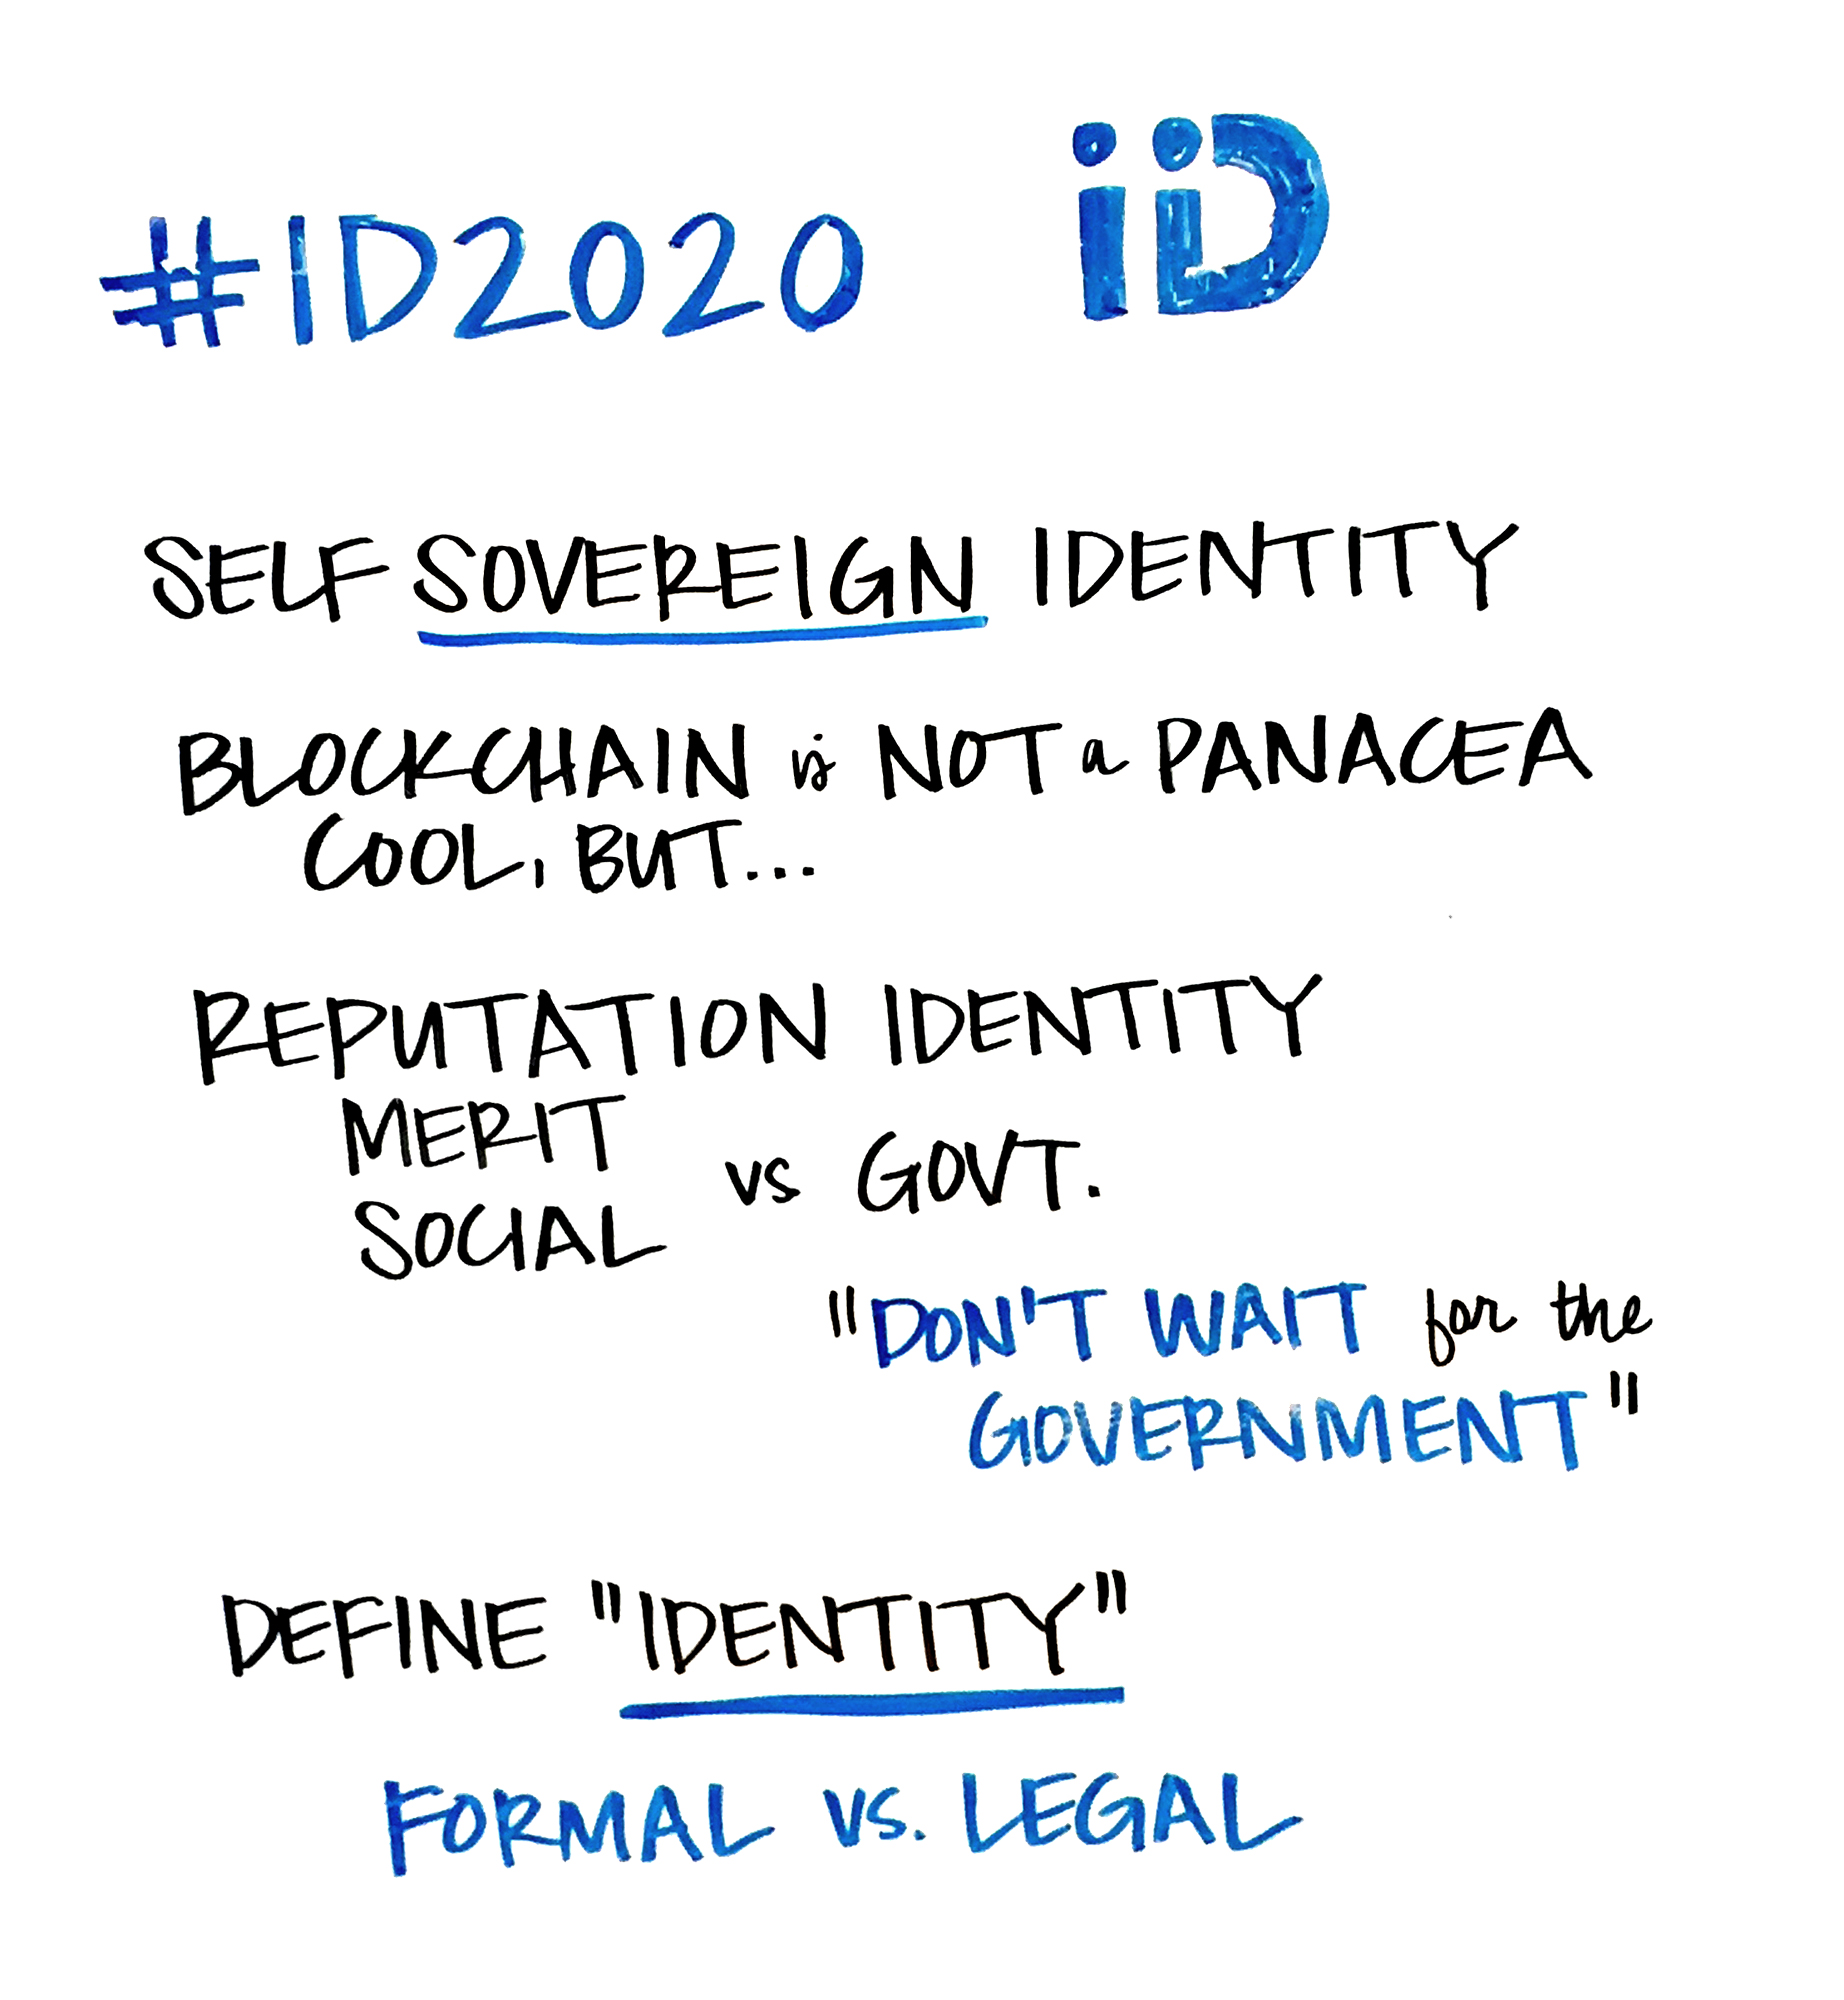 #ID2020 iiD
SELF SOVEREIGN IDENTITY
BLOCKCHAIN is NOT a PANACEA
COOL, BUT...
REPUTATION IDENTITY
MERIT
vs GOVT.
SOCIAL
"DON'T WAIT for the
GOVERNMENT"
DEFINE "IDENTITY"
FORMAL VS. LEGAL